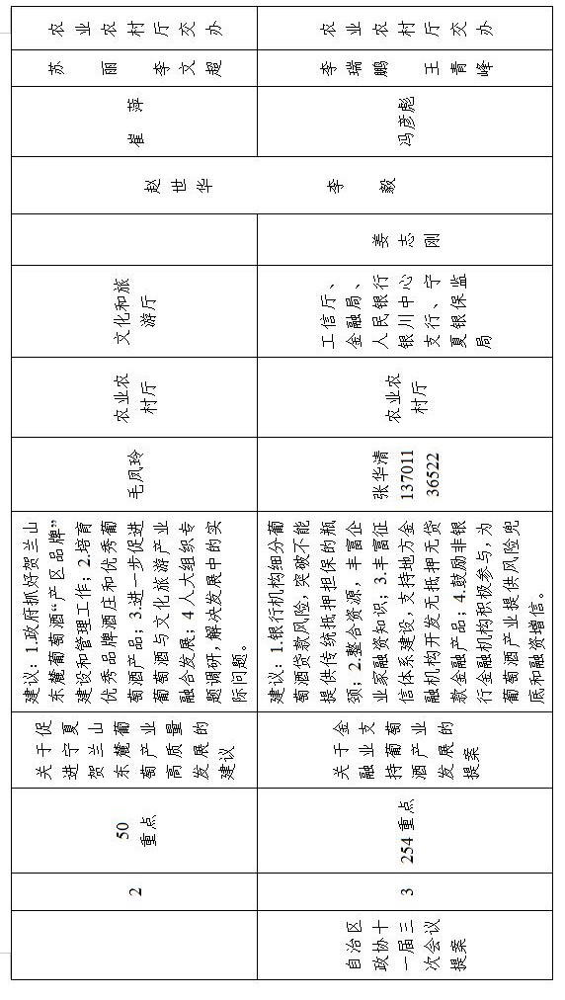 2
50
重点
关于促
进宁夏
贺兰山
东麓葡
萄产业
高质量
发展的
建议
建议：1.政府抓好贺兰山
东麓葡萄酒“产区品牌”
建设和管理工作；2.培育
优秀品牌酒庄和优秀葡
萄酒产品；3.进一步促进
葡萄酒与文化旅游产业
融合发展；4 人大组织专
题调研，解决发展中的实
际问题。
毛凤玲
农业农
村厅
文化和旅
游厅
赵世华
李毅
崔 萍
苏丽
李文超
农业农村厅交办
自治区
政协十
一届三
次会议
提案
3
254 重点
关于金
融业支
持葡萄
酒产业
发展的
提案
建议：1.银行机构细分葡
萄酒贷款风险，突破不能
提供传统抵押担保的瓶
颈；2.整合资源，丰富企
业家融资知识；3.丰富征
信体系建设，支持地方金
融机构开发无抵押无贷
款金融产品；4.鼓励非银
行金融机构积极参与，为
葡萄酒产业提供风险兜
底和融资增信。
张华清
137011
36522
农业农
村厅
工信厅、
金融局、
人民银行
银川中心
支行、宁
夏银保监
局
姜志刚
冯彦彪
李瑞鹏
王青峰
农业农村厅交办